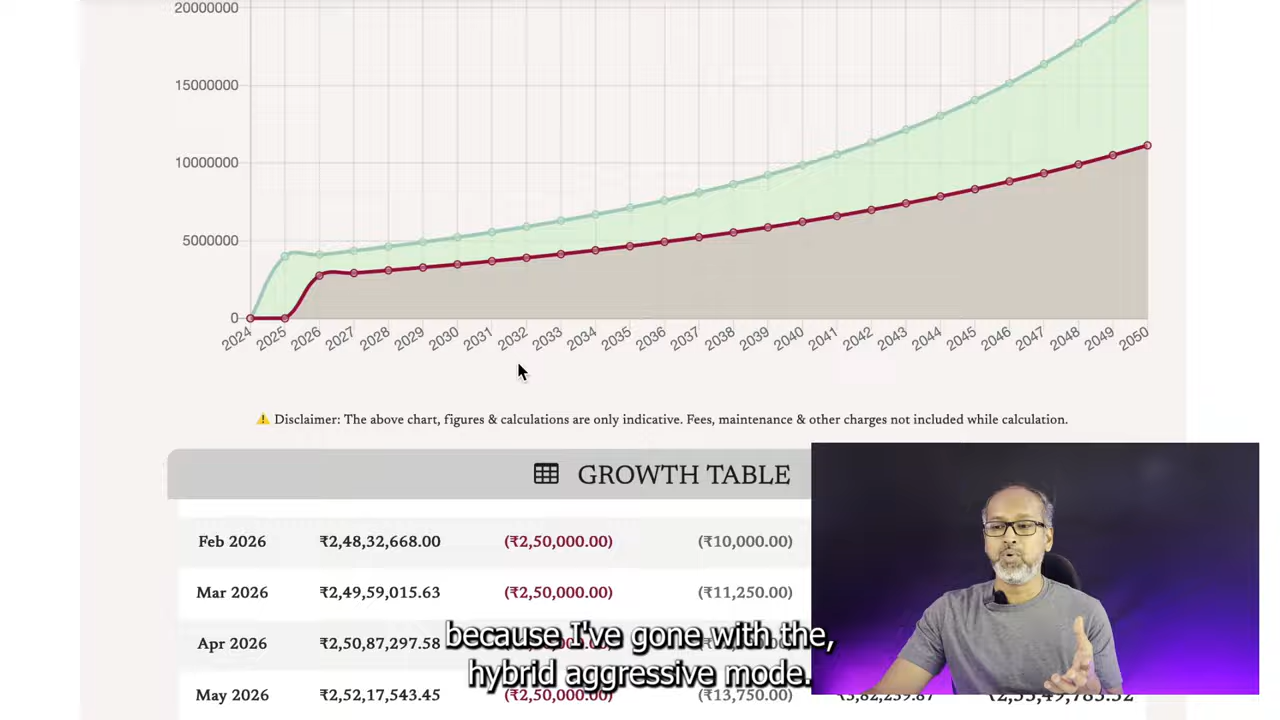 20000000
15000000
10000000
5000000
0
2024 2025 2026 2027 2028 2029 2030 2031 2032 2033 2034 2035 2036 2037 2038 2039 2040 2041 2042 2043 2044 2045 2046 2047 2048 2049 2050
⚠️ Disclaimer: The above chart, figures & calculations are only indicative. Fees, maintenance & other charges not included while calculation.
GROWTH TABLE
Feb 2026 ₹2,48,32,668.00 (₹2,50,000.00) (₹10,000.00)
Mar 2026 ₹2,49,59,015.63 (₹2,50,000.00) (₹11,250.00)
Apr 2026 ₹2,50,87,297.58
because I've gone with the,
hybrid aggressive mode.
May 2026 ₹2,52,17,543.45 (₹2,50,000.00) (₹13,750.00)